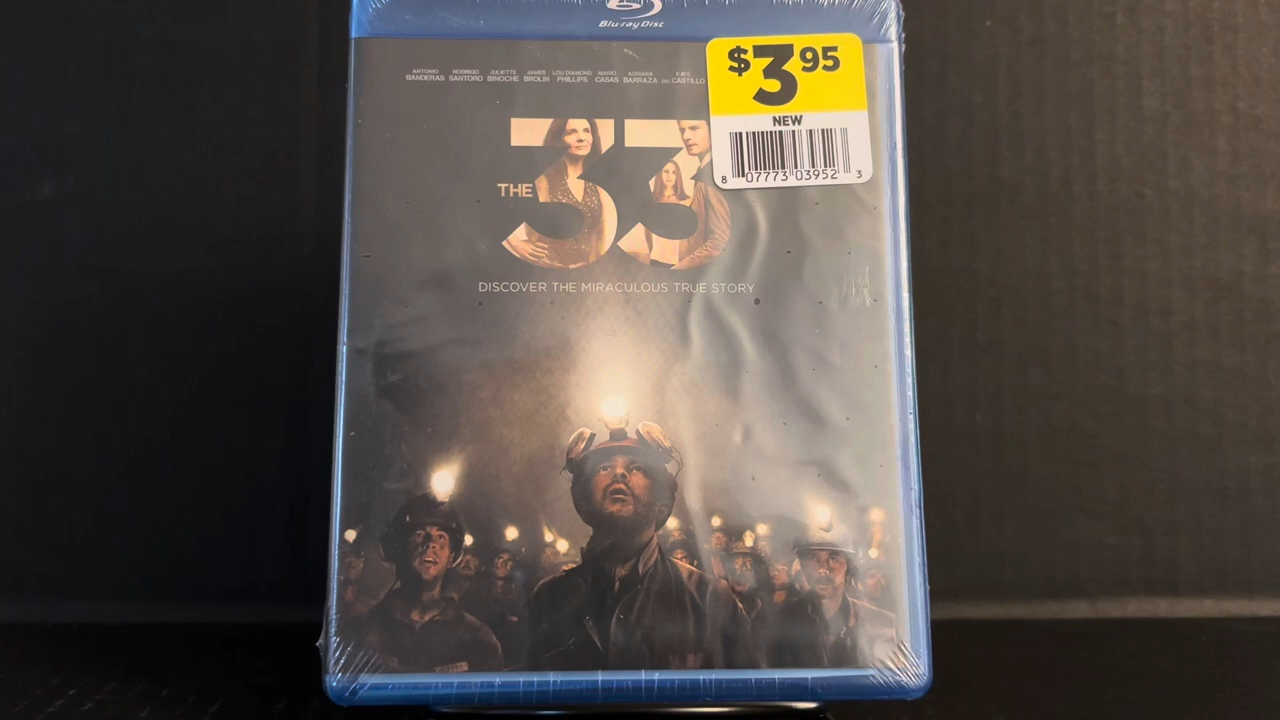 Blu-ray Disc
ANTONIO BANDERAS RODRIGO SANTORO JULIETTE BINOCHE JAMES BROLIN LOU DIAMOND PHILLIPS MARIO CASAS ADRIANA BARRAZA KATE DEL CASTILLO
$3.95
NEW
8 07773 03952 3
THE 33
DISCOVER THE MIRACULOUS TRUE STORY